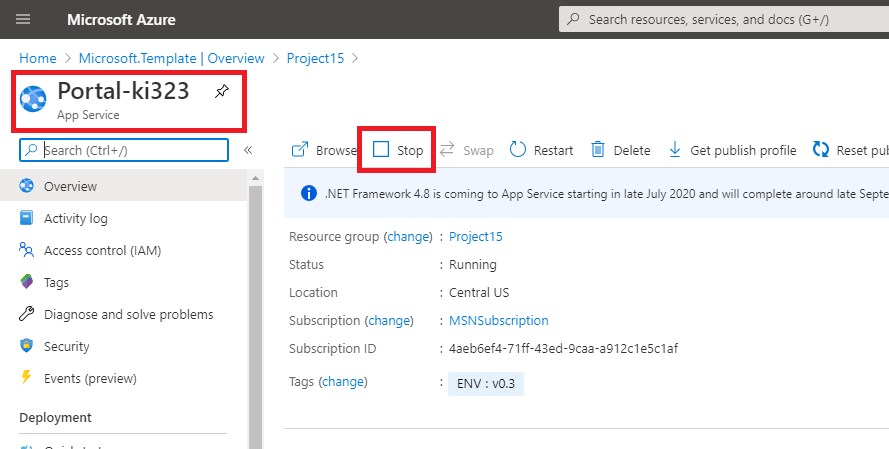 Microsoft Azure
Search resources, services, and docs (G+/)
Home > Microsoft.Template | Overview > Project15 >
Portal-ki323
App Service
Search (Ctrl+/)
«
Browse Stop Swap Restart Delete Get publish profile Reset pub
Overview
Activity log
Access control (IAM)
Tags
Diagnose and solve problems
Security
Events (preview)
Deployment
.NET Framework 4.8 is coming to App Service starting in late July 2020 and will complete around late Septe
Resource group (change) : Project15
Status : Running
Location : Central US
Subscription (change) : MSNSubscription
Subscription ID : 4aeb6ef4-71ff-43ed-9caa-a912c1e5c1af
Tags (change) : ENV : v0.3